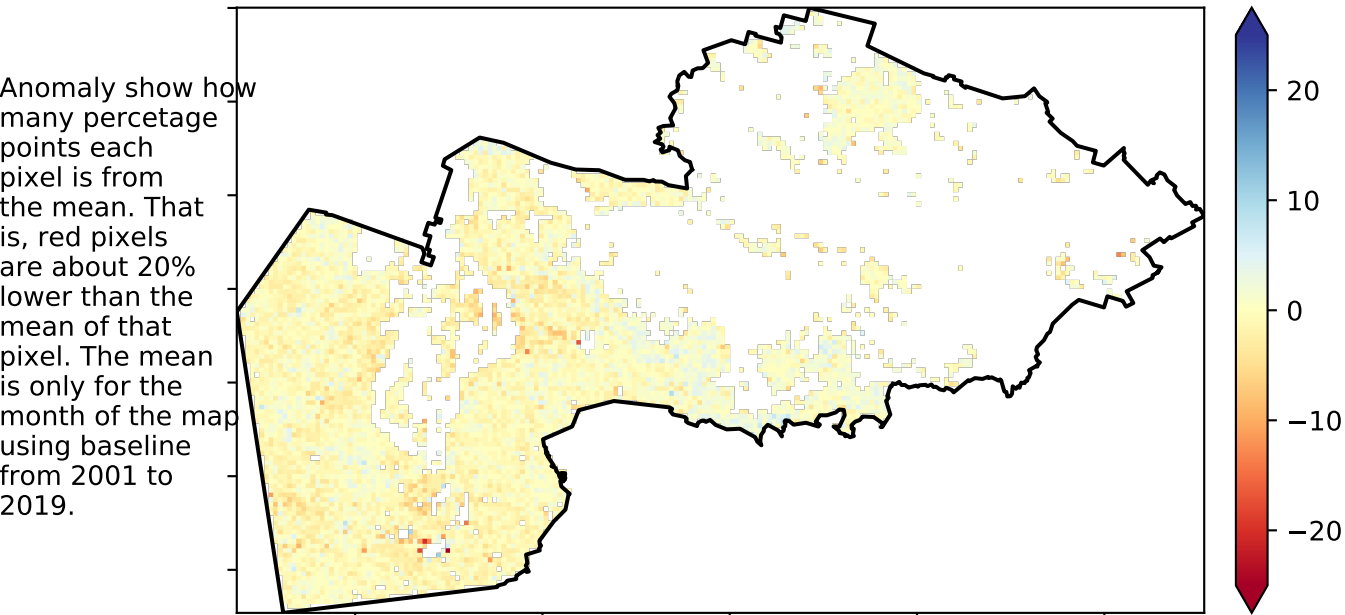 Anomaly show how
many percetage
points each
pixel is from
the mean. That
is, red pixels
are about 20%
lower than the
mean of that
pixel. The mean
is only for the
month of the map
using baseline
from 2001 to
2019.
20
10
0
−10
−20